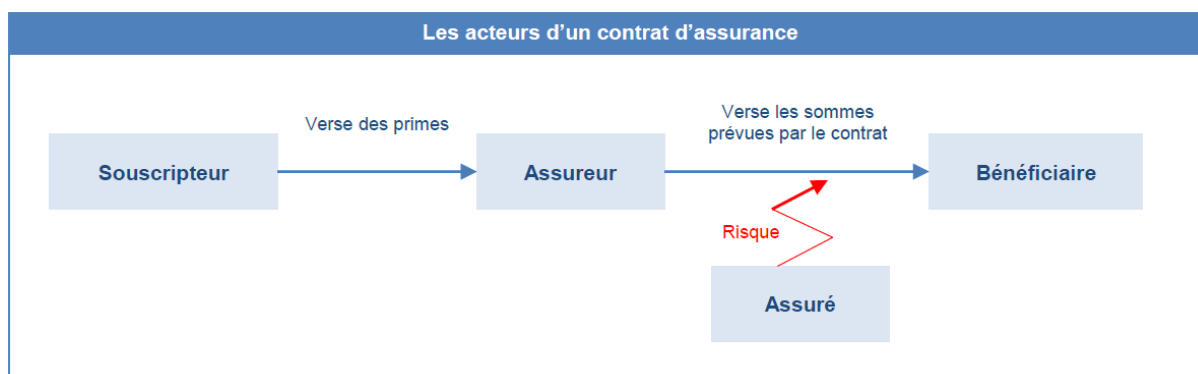 Les acteurs d'un contrat d'assurance
Verse des primes
Verse les sommes
prévues par le contrat
Souscripteur
Assureur
Bénéficiaire
Risque
Assuré